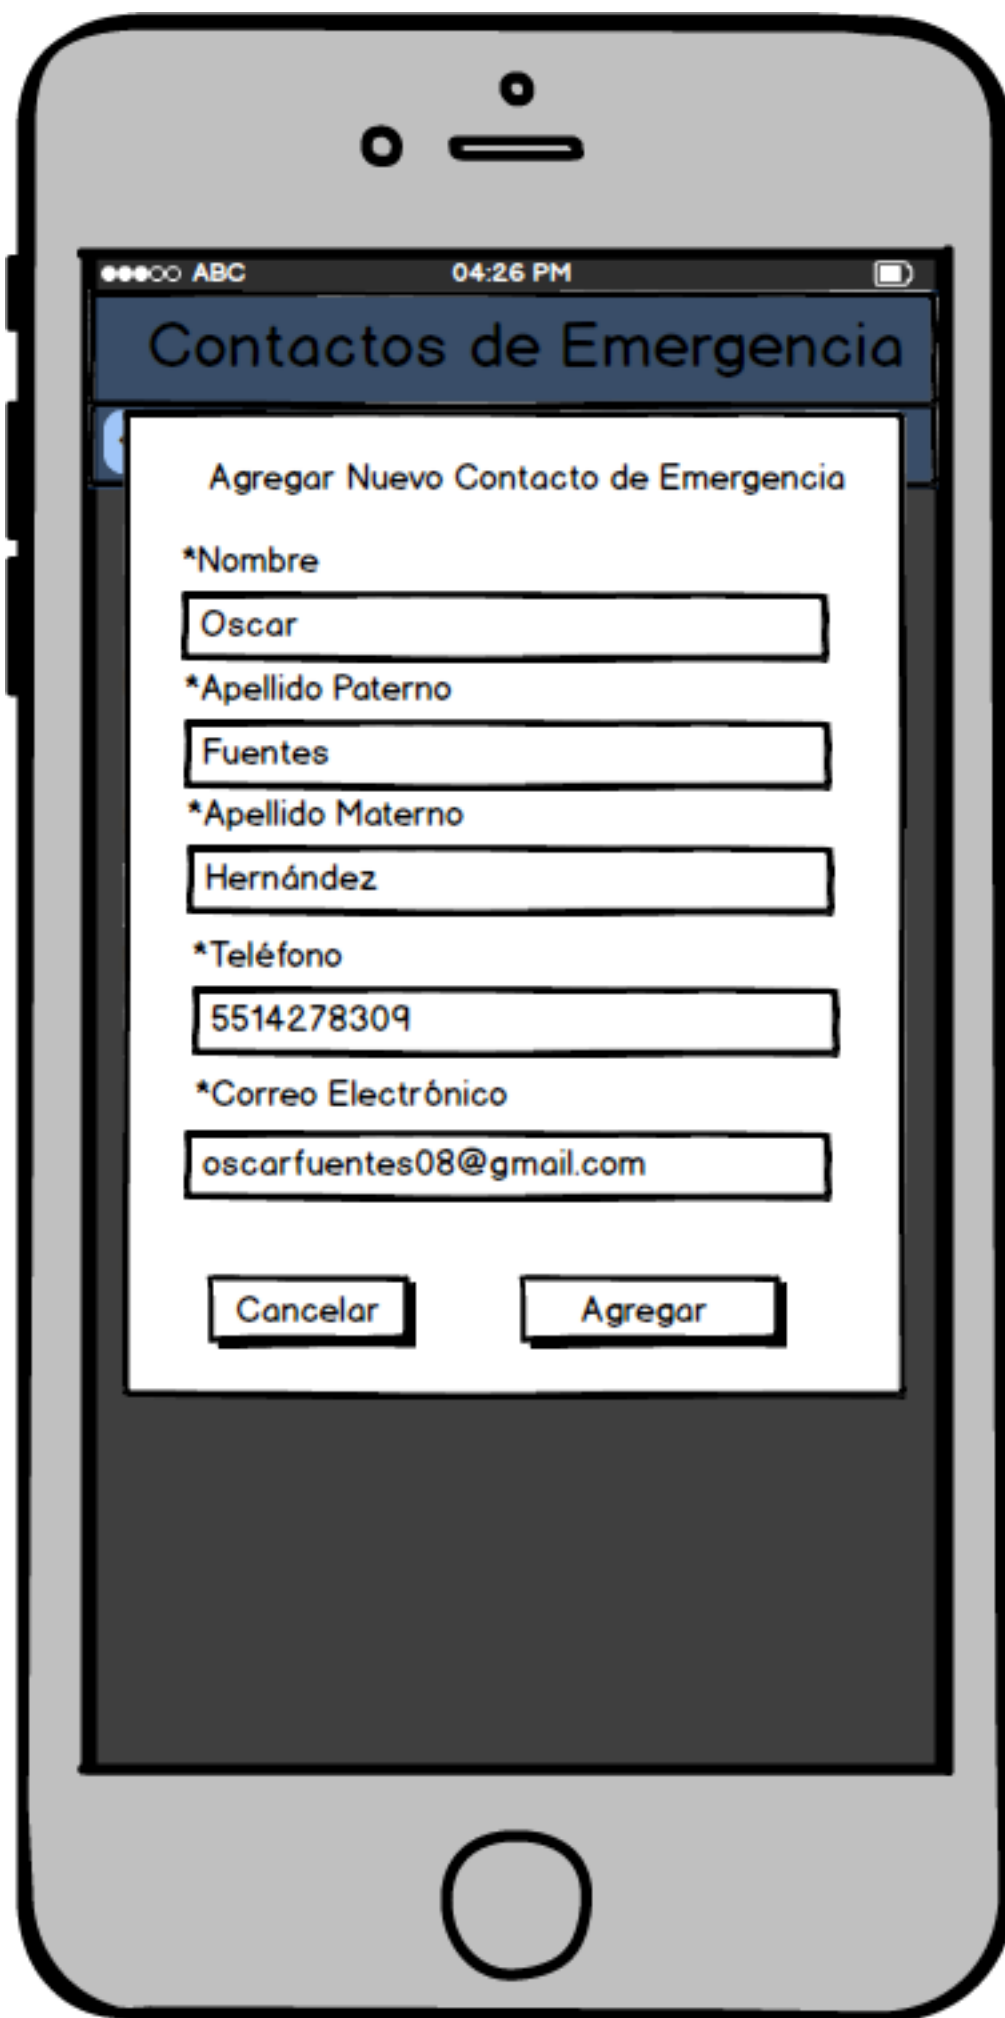 ABC 04:26 PM
Contactos de Emergencia
Agregar Nuevo Contacto de Emergencia
*Nombre
Oscar
*Apellido Paterno
Fuentes
*Apellido Materno
Hernández
*Teléfono
5514278309
*Correo Electrónico
oscarfuentes08@gmail.com
Cancelar Agregar